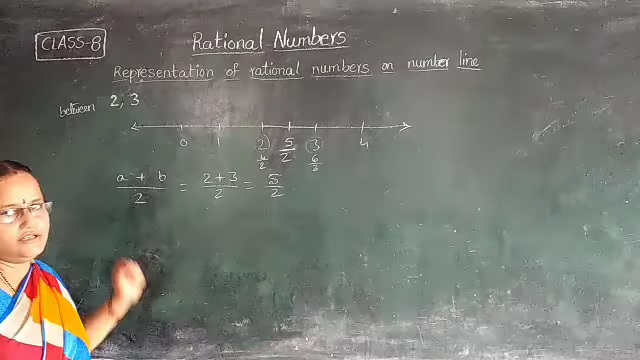 CLASS-8
Rational Numbers
Representation of rational numbers on number line
between 2, 3
0 1 2 5/2 3 4
4/2 6/3
a + b / 2 = 2 + 3 / 2 = 5/2